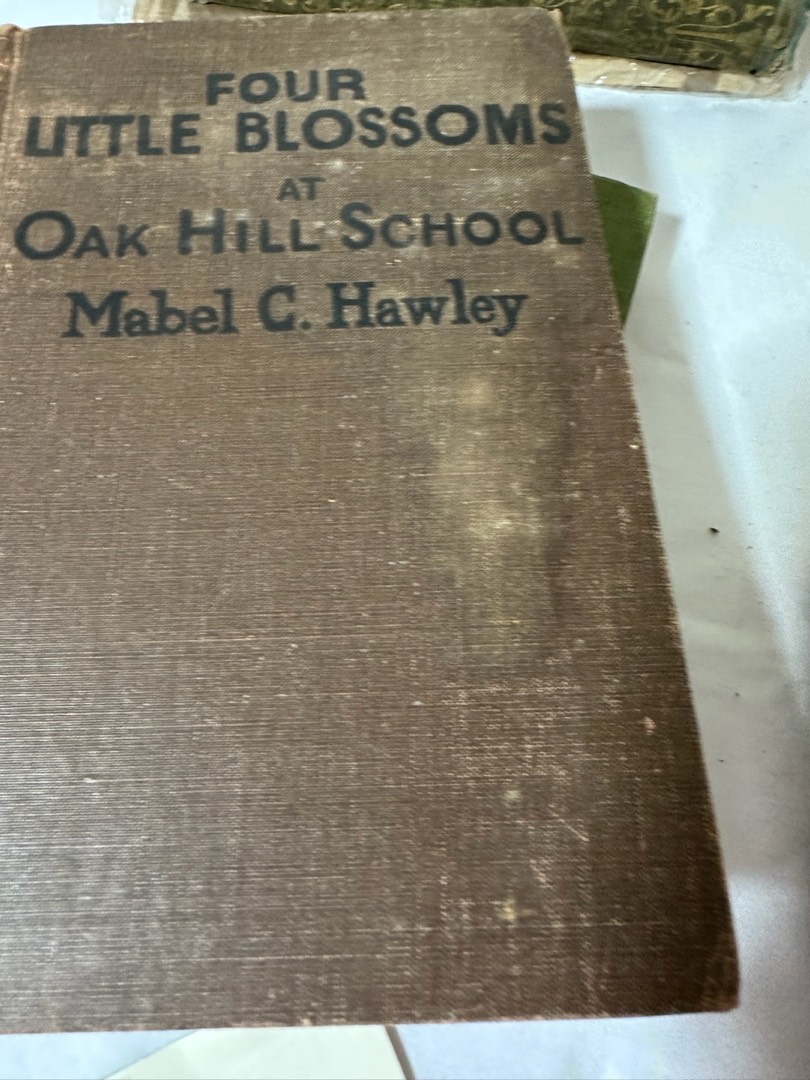 FOUR
LITTLE BLOSSOMS
AT
OAK HILL SCHOOL
Mabel C. Hawley